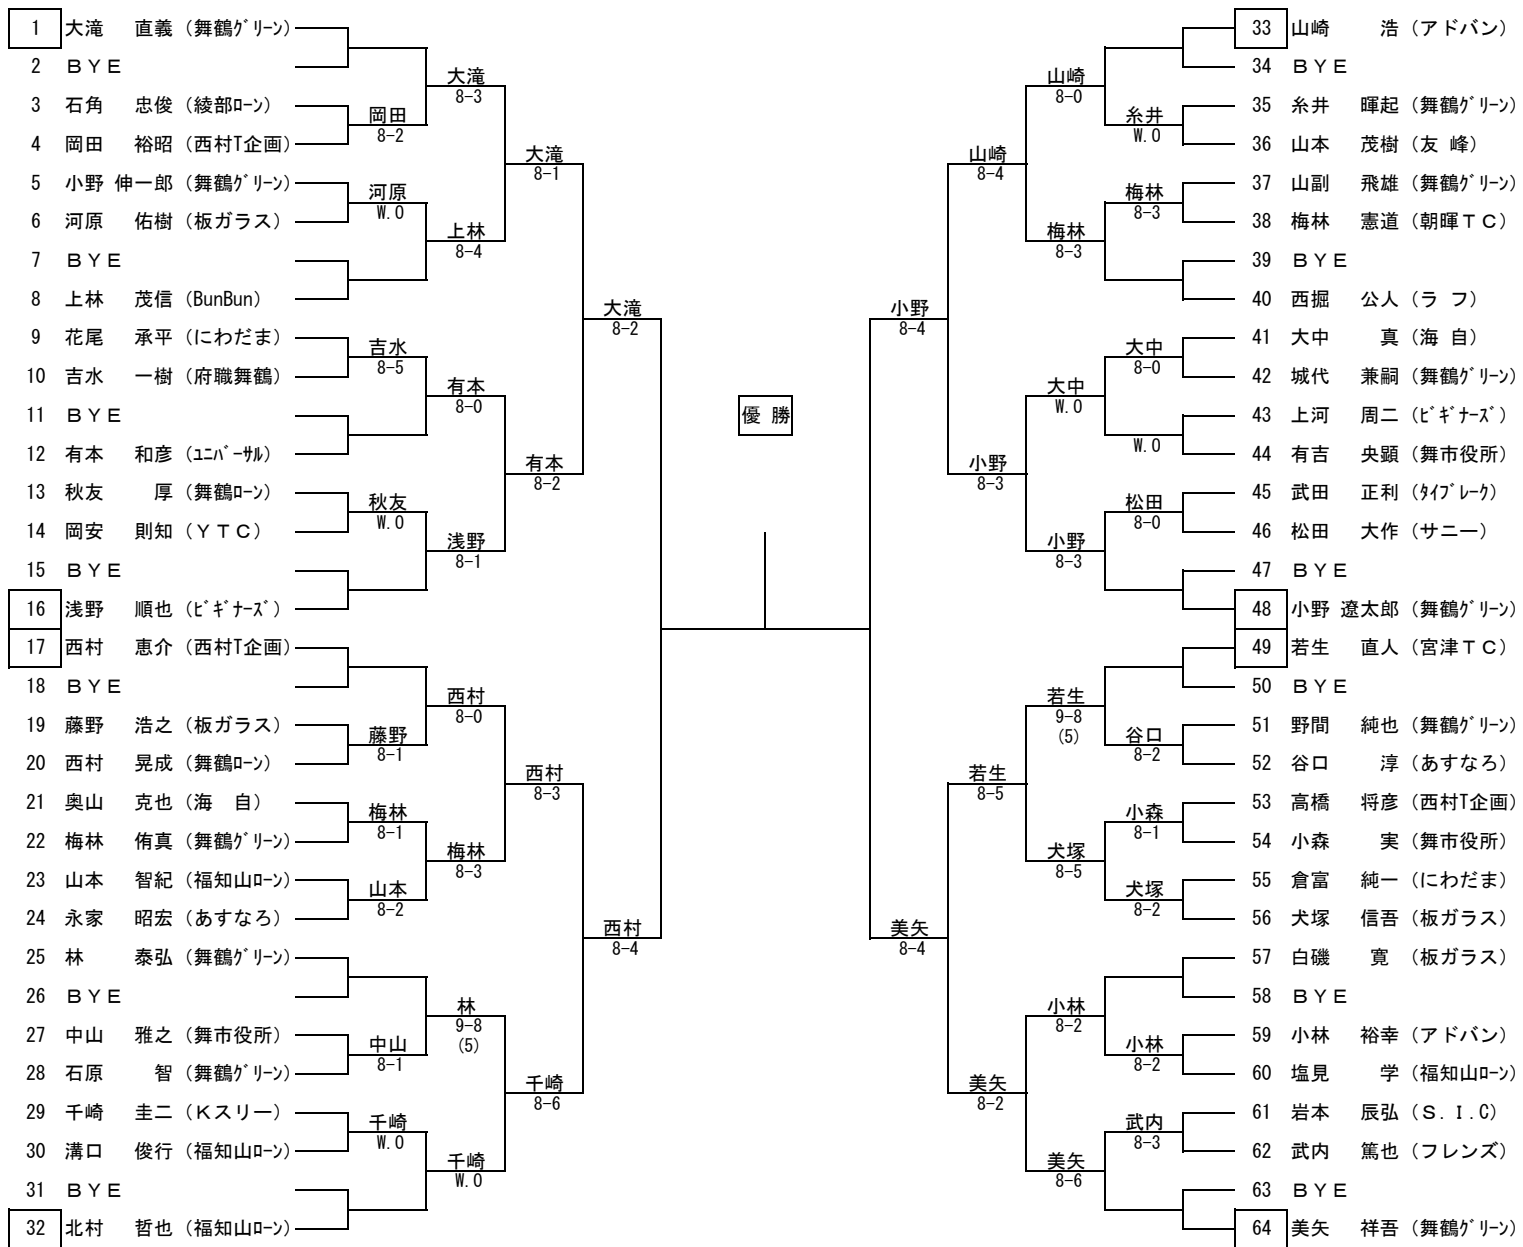 1 大滝 直義 (舞鶴ｸﾞﾘｰﾝ)
2 ＢＹＥ
3 石角 忠俊 (綾部ﾛｰﾝ)
4 岡田 裕昭 (西村T企画)
5 小野 伸一郎 (舞鶴ｸﾞﾘｰﾝ)
6 河原 佑樹 (板ガラス)
7 ＢＹＥ
8 上林 茂信 (BunBun)
9 花尾 承平 (にわだま)
10 吉水 一樹 (府職舞鶴)
11 ＢＹＥ
12 有本 和彦 (ﾕﾆﾊﾞｰｻﾙ)
13 秋友 厚 (舞鶴ﾛｰﾝ)
14 岡安 則知 (ＹＴＣ)
15 ＢＹＥ
16 浅野 順也 (ﾋﾞｷﾞﾅｰｽﾞ)
17 西村 恵介 (西村T企画)
18 ＢＹＥ
19 藤野 浩之 (板ガラス)
20 西村 晃成 (舞鶴ﾛｰﾝ)
21 奥山 克也 (海 自)
22 梅林 侑真 (舞鶴ｸﾞﾘｰﾝ)
23 山本 智紀 (福知山ﾛｰﾝ)
24 永家 昭宏 (あすなろ)
25 林 泰弘 (舞鶴ｸﾞﾘｰﾝ)
26 ＢＹＥ
27 中山 雅之 (舞市役所)
28 石原 智 (舞鶴ｸﾞﾘｰﾝ)
29 千崎 圭二 (Ｋスリー)
30 溝口 俊行 (福知山ﾛｰﾝ)
31 ＢＹＥ
32 北村 哲也 (福知山ﾛｰﾝ)
岡田
8-2
河原
W.0
吉水
8-5
秋友
W.0
藤野
8-1
梅林
8-1
山本
8-2
中山
8-1
千崎
W.0
大滝
8-3
上林
8-4
有本
8-0
浅野
8-1
西村
8-0
梅林
8-3
林
9-8
(5)
千崎
W.0
大滝
8-1
有本
8-2
西村
8-3
千崎
8-6
大滝
8-2
西村
8-4
優 勝
小野
8-4
美矢
8-4
山崎
8-4
小野
8-3
若生
8-5
美矢
8-2
山崎
8-0
梅林
8-3
大中
W.0
小野
8-3
若生
9-8
(5)
犬塚
8-5
小林
8-2
美矢
8-6
糸井
W.0
梅林
8-3
大中
8-0
W.0
松田
8-0
谷口
8-2
小森
8-1
犬塚
8-2
小林
8-2
武内
8-3
33 山崎 浩 (アドバン)
34 ＢＹＥ
35 糸井 暉起 (舞鶴ｸﾞﾘｰﾝ)
36 山本 茂樹 (友 峰)
37 山副 飛雄 (舞鶴ｸﾞﾘｰﾝ)
38 梅林 憲道 (朝暉ＴＣ)
39 ＢＹＥ
40 西掘 公人 (ラ フ)
41 大中 真 (海 自)
42 城代 兼嗣 (舞鶴ｸﾞﾘｰﾝ)
43 上河 周二 (ﾋﾞｷﾞﾅｰｽﾞ)
44 有吉 央顕 (舞市役所)
45 武田 正利 (ﾀｲﾌﾞﾚｰｸ)
46 松田 大作 (サニー)
47 ＢＹＥ
48 小野 遼太郎 (舞鶴ｸﾞﾘｰﾝ)
49 若生 直人 (宮津ＴＣ)
50 ＢＹＥ
51 野間 純也 (舞鶴ｸﾞﾘｰﾝ)
52 谷口 淳 (あすなろ)
53 高橋 将彦 (西村T企画)
54 小森 実 (舞市役所)
55 倉富 純一 (にわだま)
56 犬塚 信吾 (板ガラス)
57 白磯 寛 (板ガラス)
58 ＢＹＥ
59 小林 裕幸 (アドバン)
60 塩見 学 (福知山ﾛｰﾝ)
61 岩本 辰弘 (Ｓ.Ｉ.Ｃ)
62 武内 篤也 (フレンズ)
63 ＢＹＥ
64 美矢 祥吾 (舞鶴ｸﾞﾘｰﾝ)